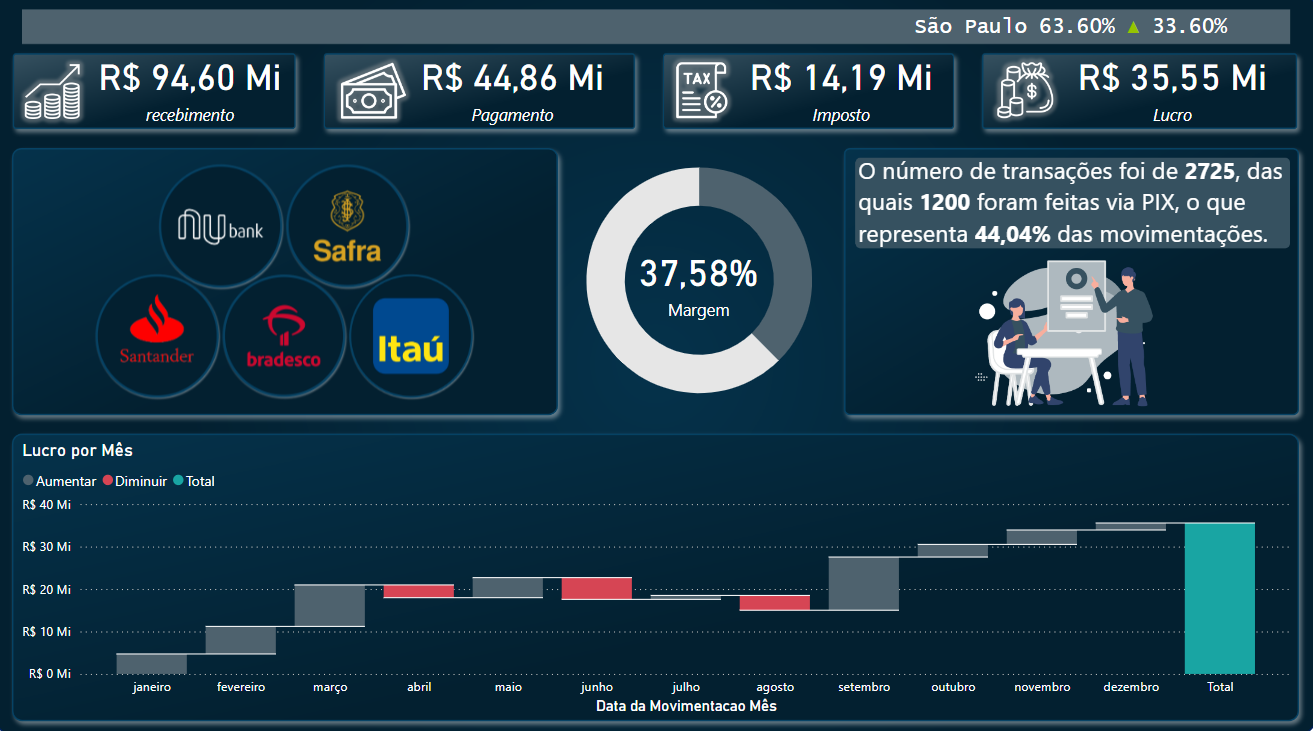 São Paulo 63.60% ▲ 33.60%
R$ 94,60 Mi
recebimento
R$ 44,86 Mi
Pagamento
TAX
R$ 14,19 Mi
Imposto
R$ 35,55 Mi
Lucro
nubank
Safra
Santander
bradesco
Itaú
37,58%
Margem
O número de transações foi de 2725, das
quais 1200 foram feitas via PIX, o que
representa 44,04% das movimentações.
Lucro por Mês
Aumentar Diminuir Total
R$ 40 Mi
R$ 30 Mi
R$ 20 Mi
R$ 10 Mi
R$ 0 Mi
janeiro fevereiro março abril maio junho julho agosto setembro outubro novembro dezembro Total
Data da Movimentacao Mês